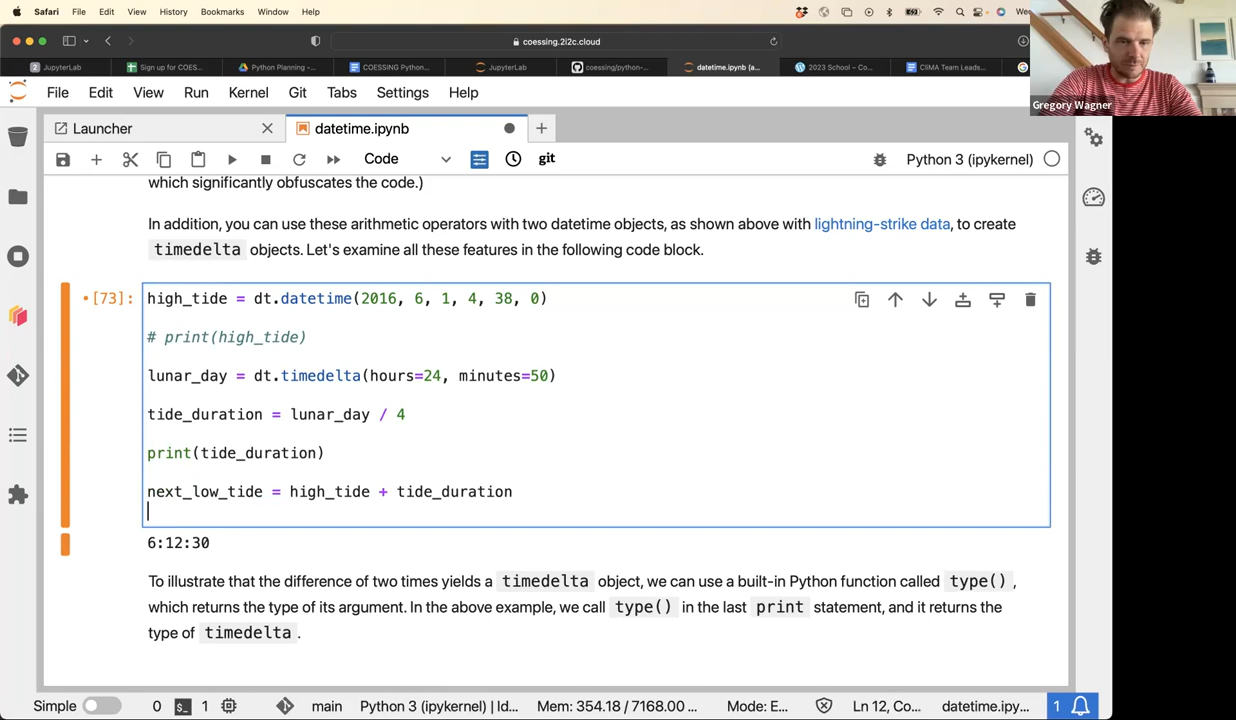 Safari File Edit View History Bookmarks Window Help
coessing.2i2c.cloud
JupyterLab Sign up for COES... Python Planning -... COESSING Python... JupyterLab coessing/python-... datetime.ipynb (a... 2023 School – Co... CliMA Team Leads...
Gregory Wagner
File Edit View Run Kernel Git Tabs Settings Help
Launcher datetime.ipynb
Code git Python 3 (ipykernel)
which significantly obfuscates the code.)
In addition, you can use these arithmetic operators with two datetime objects, as shown above with lightning-strike data, to create
timedelta objects. Let's examine all these features in the following code block.
[73]: high_tide = dt.datetime(2016, 6, 1, 4, 38, 0)
# print(high_tide)
lunar_day = dt.timedelta(hours=24, minutes=50)
tide_duration = lunar_day / 4
print(tide_duration)
next_low_tide = high_tide + tide_duration
6:12:30
To illustrate that the difference of two times yields a timedelta object, we can use a built-in Python function called type(),
which returns the type of its argument. In the above example, we call type() in the last print statement, and it returns the
type of timedelta.
Simple 0 1 main Python 3 (ipykernel) | Id... Mem: 354.18 / 7168.00 ... Mode: E... Ln 12, Co... datetime.ipy... 1